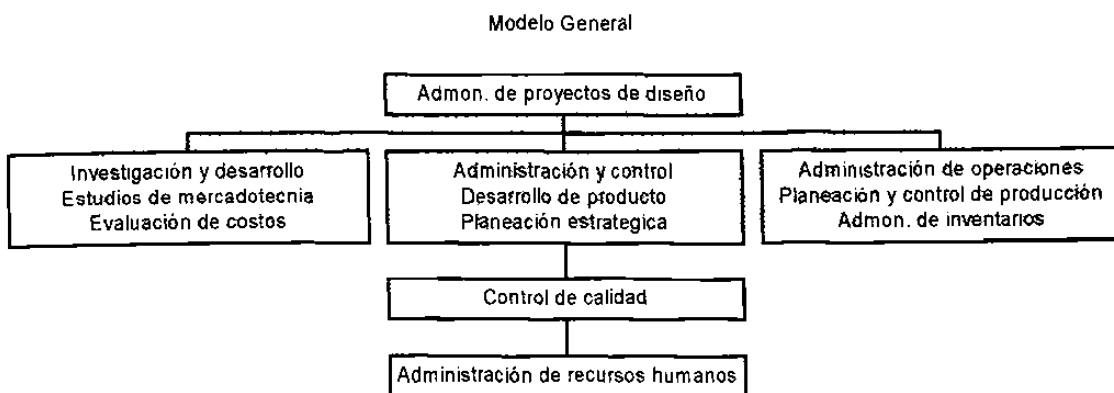 Modelo General
Admon. de proyectos de diseño
Investigación y desarrollo
Estudios de mercadotecnia
Evaluación de costos
Administración y control
Desarrollo de producto
Planeación estrategica
Administración de operaciones
Planeación y control de producción
Admon. de inventarios
Control de calidad
Administración de recursos humanos